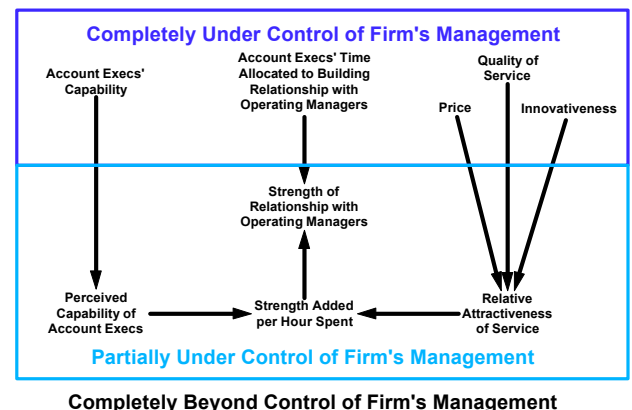 Completely Under Control of Firm's Management
Account Execs'
Capability
Account Execs' Time
Allocated to Building
Relationship with
Operating Managers
Quality of
Service
Price
Innovativeness
Strength of
Relationship with
Operating Managers
Perceived
Capability of
Account Execs
Strength Added
per Hour Spent
Relative
Attractiveness
of Service
Partially Under Control of Firm's Management
Completely Beyond Control of Firm's Management